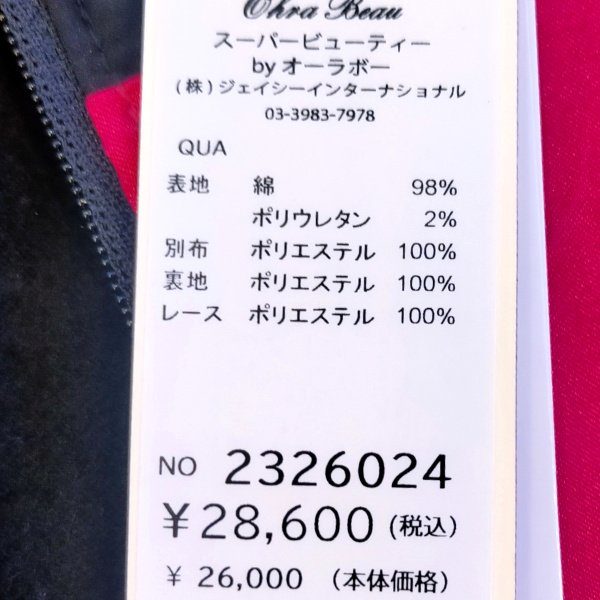 Ohra Beau
スーパービューティー
by オーラボー
(株)ジェイシーインターナショナル
03-3983-7978
QUA
表地 綿 98%
ポリウレタン 2%
別布 ポリエステル 100%
裏地 ポリエステル 100%
レース ポリエステル 100%
NO 2326024
¥28,600(税込)
¥ 26,000 (本体価格)